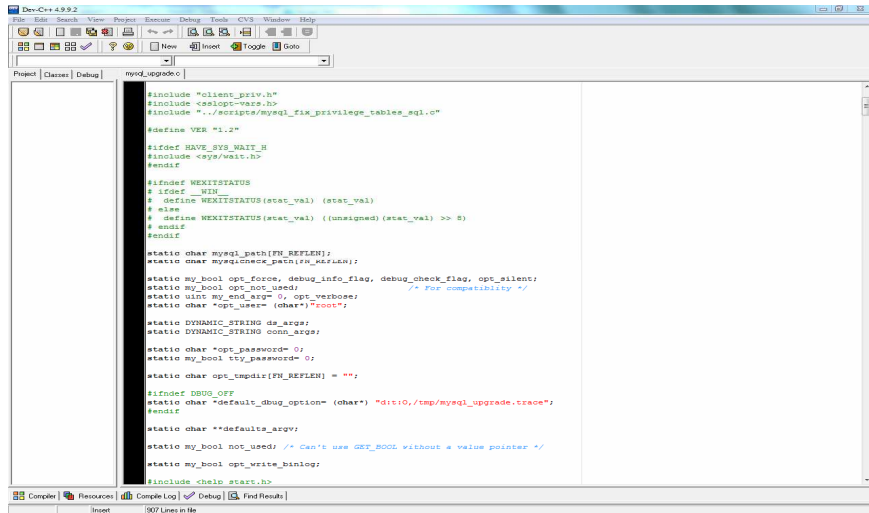 Dev-C++ 4.9.9.2
File Edit Search View Project Execute Debug Tools CVS Window Help
New Insert Toggle Goto
Project Classes Debug mysql_upgrade.c
#include "client_priv.h"
#include <sslopt-vars.h>
#include "../scripts/mysql_fix_privilege_tables_sql.c"
#define VER "1.2"
#ifdef HAVE_SYS_WAIT_H
#include <sys/wait.h>
#endif
#ifndef WEXITSTATUS
# ifdef __WIN__
#  define WEXITSTATUS(stat_val) (stat_val)
# else
#  define WEXITSTATUS(stat_val) ((unsigned)(stat_val) >> 8)
# endif
#endif
static char mysql_path[FN_REFLEN];
static char mysqlcheck_path[FN_REFLEN];
static my_bool opt_force, debug_info_flag, debug_check_flag, opt_silent;
static my_bool opt_not_used; /* For compatiblity */
static uint my_end_arg= 0, opt_verbose;
static char *opt_user= (char*)"root";
static DYNAMIC_STRING ds_args;
static DYNAMIC_STRING conn_args;
static char *opt_password= 0;
static my_bool tty_password= 0;
static char opt_tmpdir[FN_REFLEN] = "";
#ifndef DBUG_OFF
static char *default_dbug_option= (char*) "d:t:O,/tmp/mysql_upgrade.trace";
#endif
static char **defaults_argv;
static my_bool not_used; /* Can't use GET_BOOL without a value pointer */
static my_bool opt_write_binlog;
#include <help_start.h>
Compiler Resources Compile Log Debug Find Results
Insert 907 Lines in file